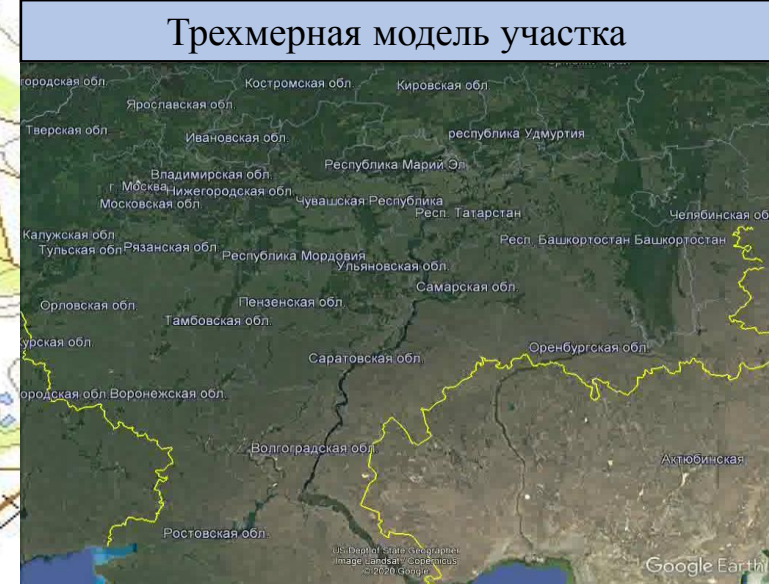 Трехмерная модель участка
городская обл.
Костромская обл.
Кировская обл.
Ярославская обл.
Тверская обл.
Ивановская обл.
республика Удмуртия
Республика Марий Эл
Владимирская обл.
г. Москва
Нижегородская обл.
Московская обл.
Чувашская Республика
Респ. Татарстан
Челябинская об
Калужская обл.
Тульская обл.
Рязанская обл.
Республика Мордовия
Респ. Башкортостан Башкортостан
Ульяновская обл.
Самарская обл.
Орловская обл.
Пензенская обл.
Тамбовская обл.
урская обл.
Саратовская обл.
Оренбургская обл.
ородская обл.
Воронежская обл.
Волгоградская обл.
Актюбинская
Ростовская обл.
US Dept of State Geographer
Image Landsat / Copernicus
© 2020 Google
Google Earth